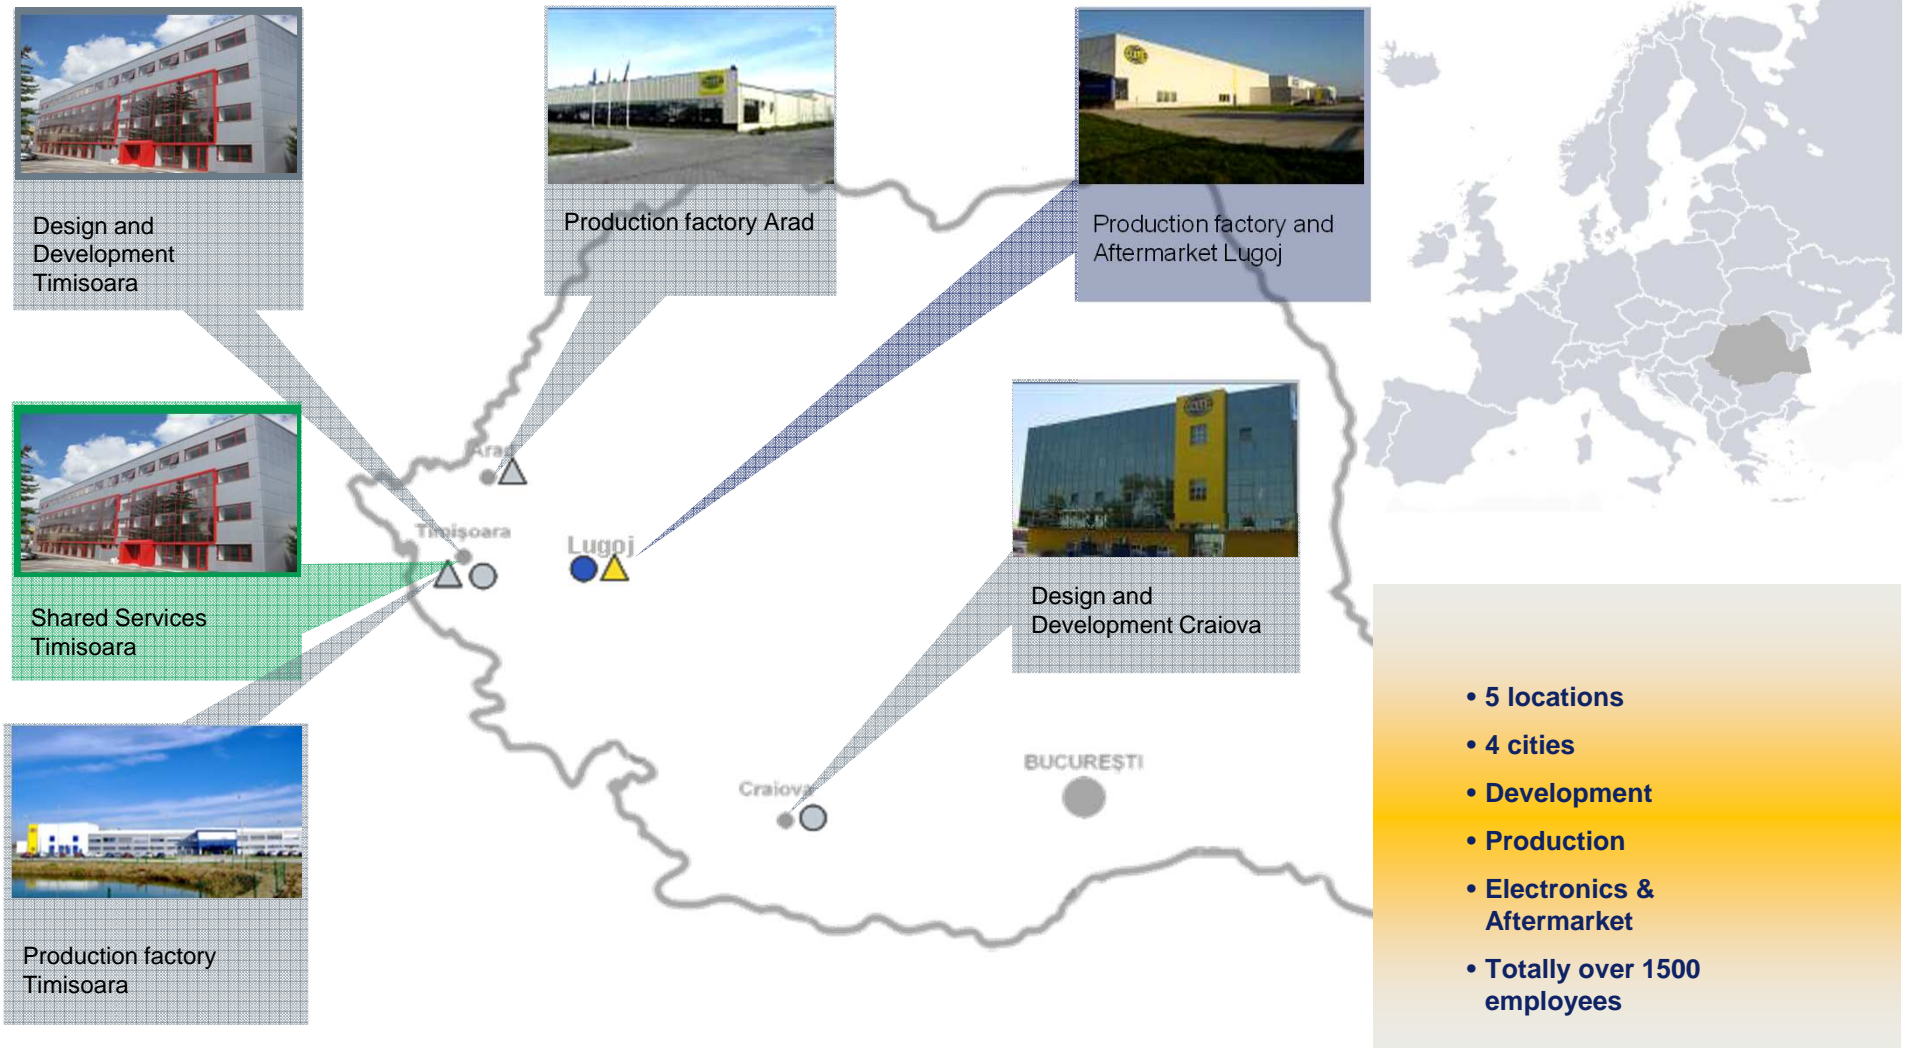 Design and
Development
Timisoara
Production factory Arad
Production factory and
Aftermarket Lugoj
Shared Services
Timisoara
Arad
Timişoara
Lugoj
Design and
Development Craiova
Craiova
BUCUREŞTI
Production factory
Timisoara
• 5 locations
• 4 cities
• Development
• Production
• Electronics &
Aftermarket
• Totally over 1500
employees